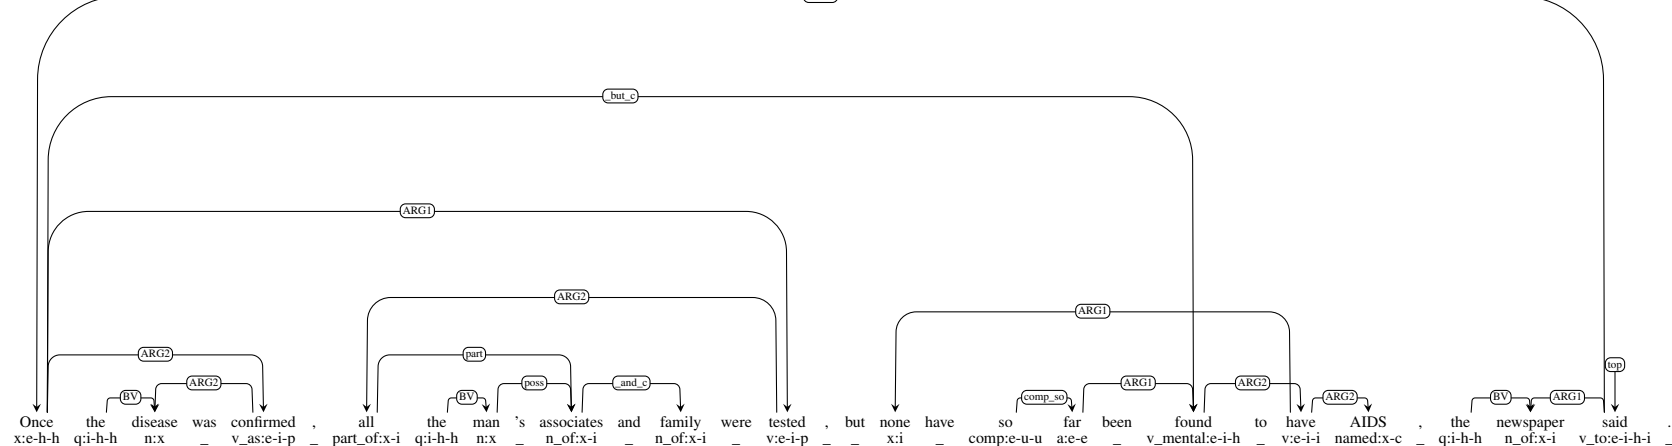 _but_c
ARG1
ARG2
ARG1
ARG2
part
top
ARG2
poss
_and_c
ARG1
ARG2
BV
BV
comp_so
ARG2
BV
ARG1
Once the disease was confirmed , all the man 's associates and family were tested , but none have so far been found to have AIDS , the newspaper said
x:e-h-h q:i-h-h n:x _ v_as:e-i-p _ part_of:x-i q:i-h-h n:x _ n_of:x-i _ n_of:x-i _ v:e-i-p _ _ x:i _ comp:e-u-u a:e-e _ v_mental:e-i-h _ v:e-i-i named:x-c _ q:i-h-h n_of:x-i v_to:e-i-h-i _